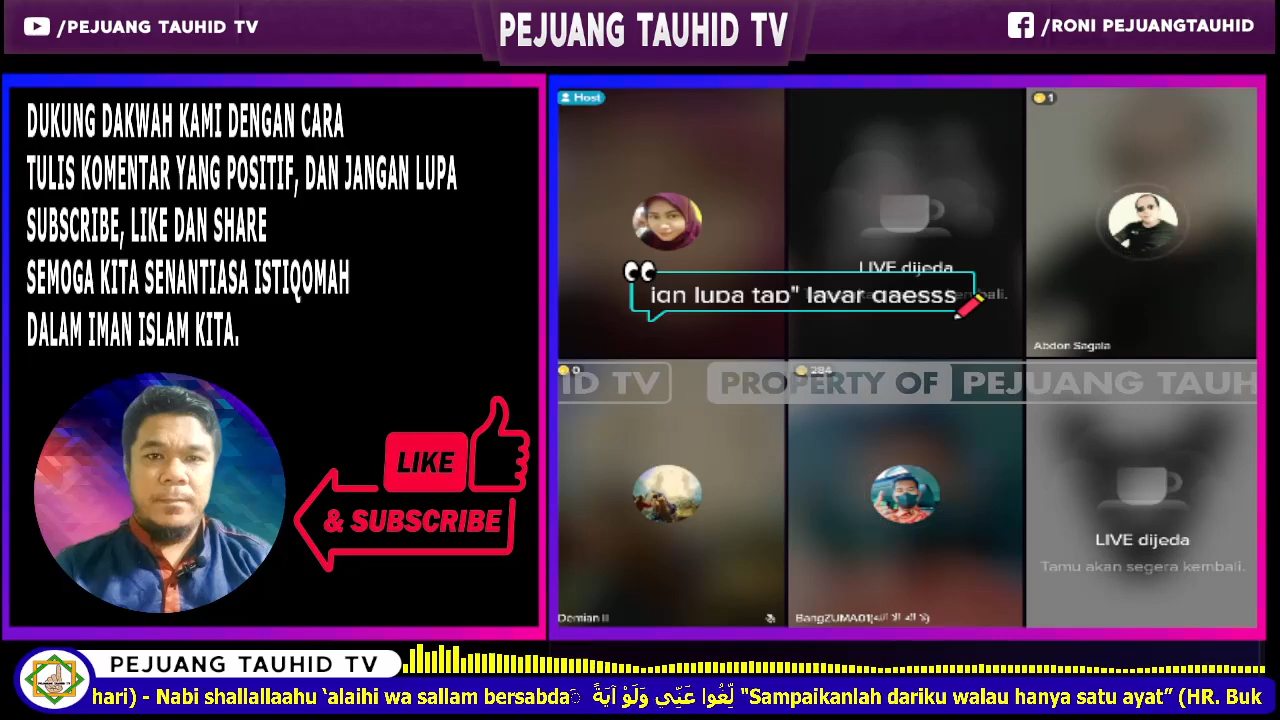 /PEJUANG TAUHID TV
PEJUANG TAUHID TV
/RONI PEJUANGTAUHID
DUKUNG DAKWAH KAMI DENGAN CARA
TULIS KOMENTAR YANG POSITIF, DAN JANGAN LUPA
SUBSCRIBE, LIKE DAN SHARE
SEMOGA KITA SENANTIASA ISTIQOMAH
DALAM IMAN ISLAM KITA.
LIKE
& SUBSCRIBE
Host
1
LIVE dijeda
kembali.
jgn lupa tap" layar gaesss
Abdon Sagala
0
284
ID TV
PROPERTY OF PEJUANG TAUH
LIVE dijeda
Tamu akan segera kembali.
Demian II
BangZUMA01
PEJUANG TAUHID TV
hari) - Nabi shallallaahu ‘alaihi wa sallam bersabda لِّغُوا عَنِّي وَلَوْ آيَةً "Sampaikanlah dariku walau hanya satu ayat” (HR. Buk